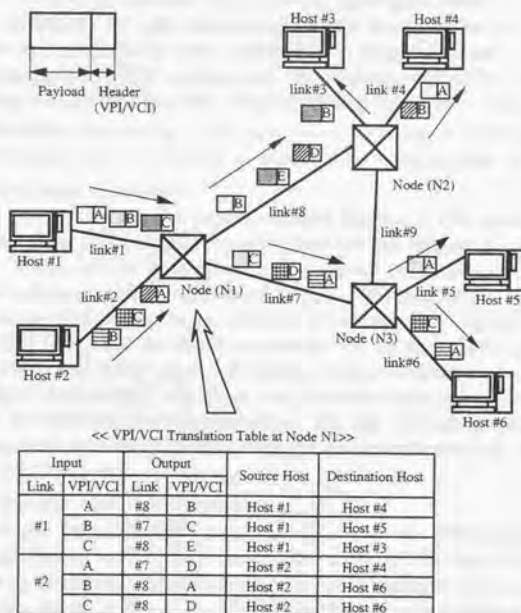 Host #3
Host #4
Payload
Header
(VPI/VCI)
link#3
link #4
B
A
B
D
E
B
Node (N2)
link#8
A
B
C
link#1
Host #1
link#9
C
D
A
A
link #5
Host #5
link#2
A
C
B
Node (N1)
link#7
Node (N3)
C
A
link#6
Host #2
Host #6
<< VPI/VCI Translation Table at Node N1>>
Input Output Source Host Destination Host
Link VPI/VCI Link VPI/VCI
#1 A #8 B Host #1 Host #4
B #7 C Host #1 Host #5
C #8 E Host #1 Host #3
#2 A #7 D Host #2 Host #4
B #8 A Host #2 Host #6
C #8 D Host #2 Host #6